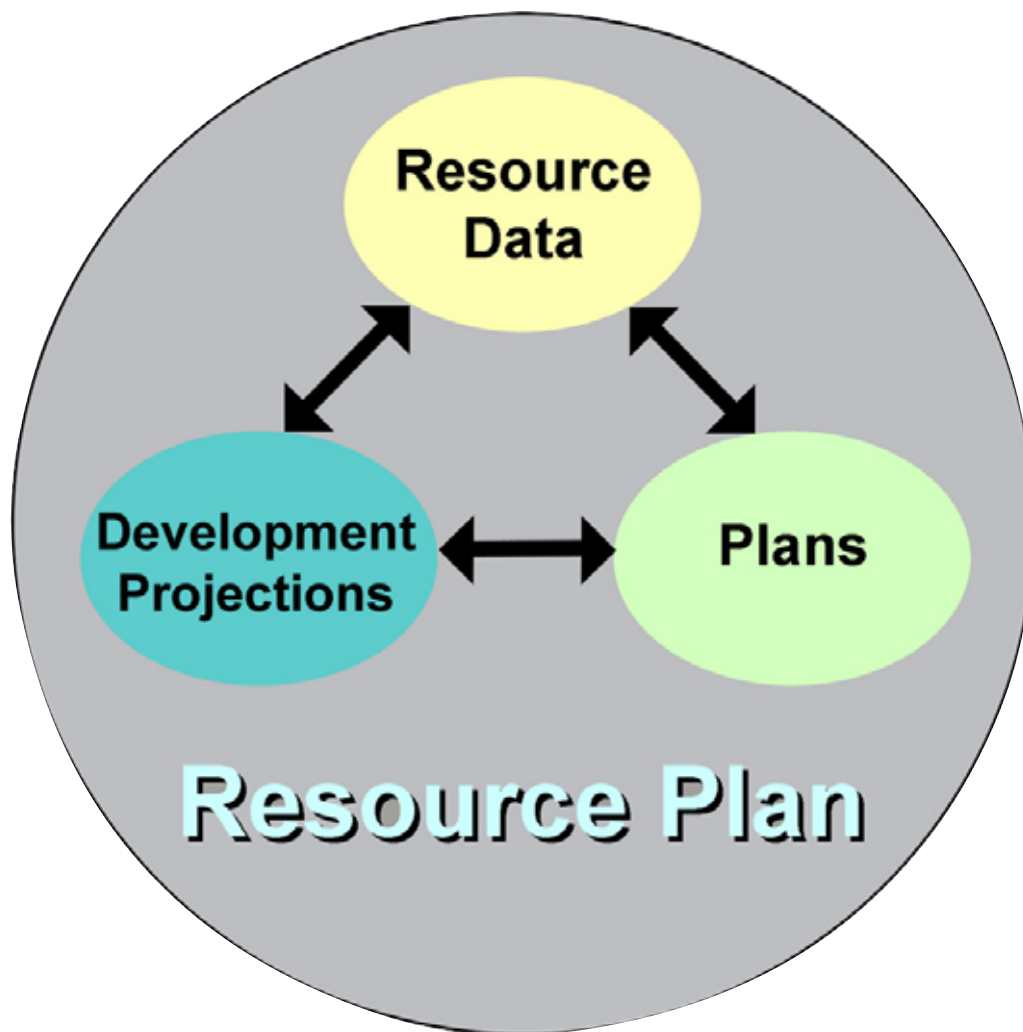 Resource
Data
Development
Projections
Plans
Resource Plan